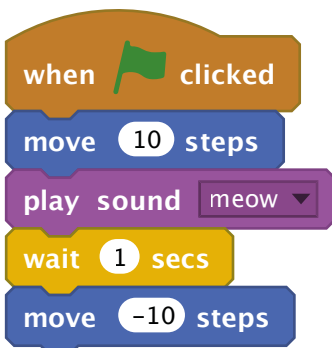 when clicked
move 10 steps
play sound meow
wait 1 secs
move -10 steps